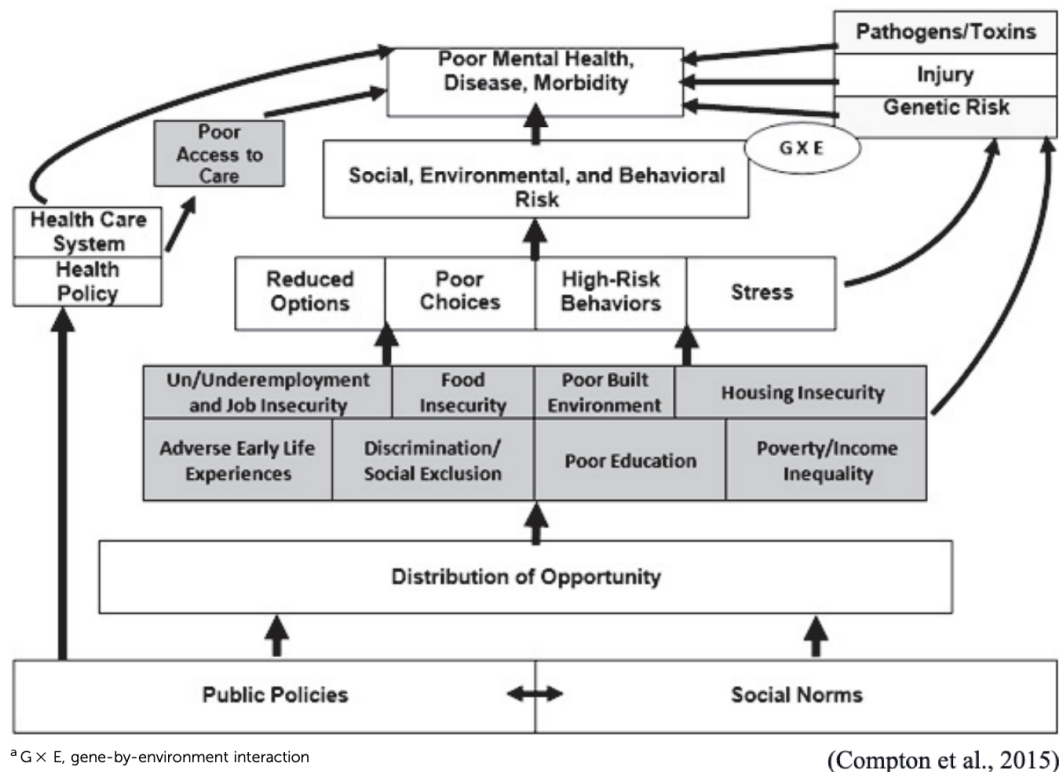 Pathogens/Toxins
Injury
Genetic Risk
Poor Mental Health,
Disease, Morbidity
G X E
Poor
Access to
Care
Social, Environmental, and Behavioral
Risk
Health Care
System
Health
Policy
Reduced
Options
Poor
Choices
High-Risk
Behaviors
Stress
Un/Underemployment
and Job Insecurity
Food
Insecurity
Poor Built
Environment
Housing Insecurity
Adverse Early Life
Experiences
Discrimination/
Social Exclusion
Poor Education
Poverty/Income
Inequality
Distribution of Opportunity
Public Policies
Social Norms
a G × E, gene-by-environment interaction
(Compton et al., 2015)